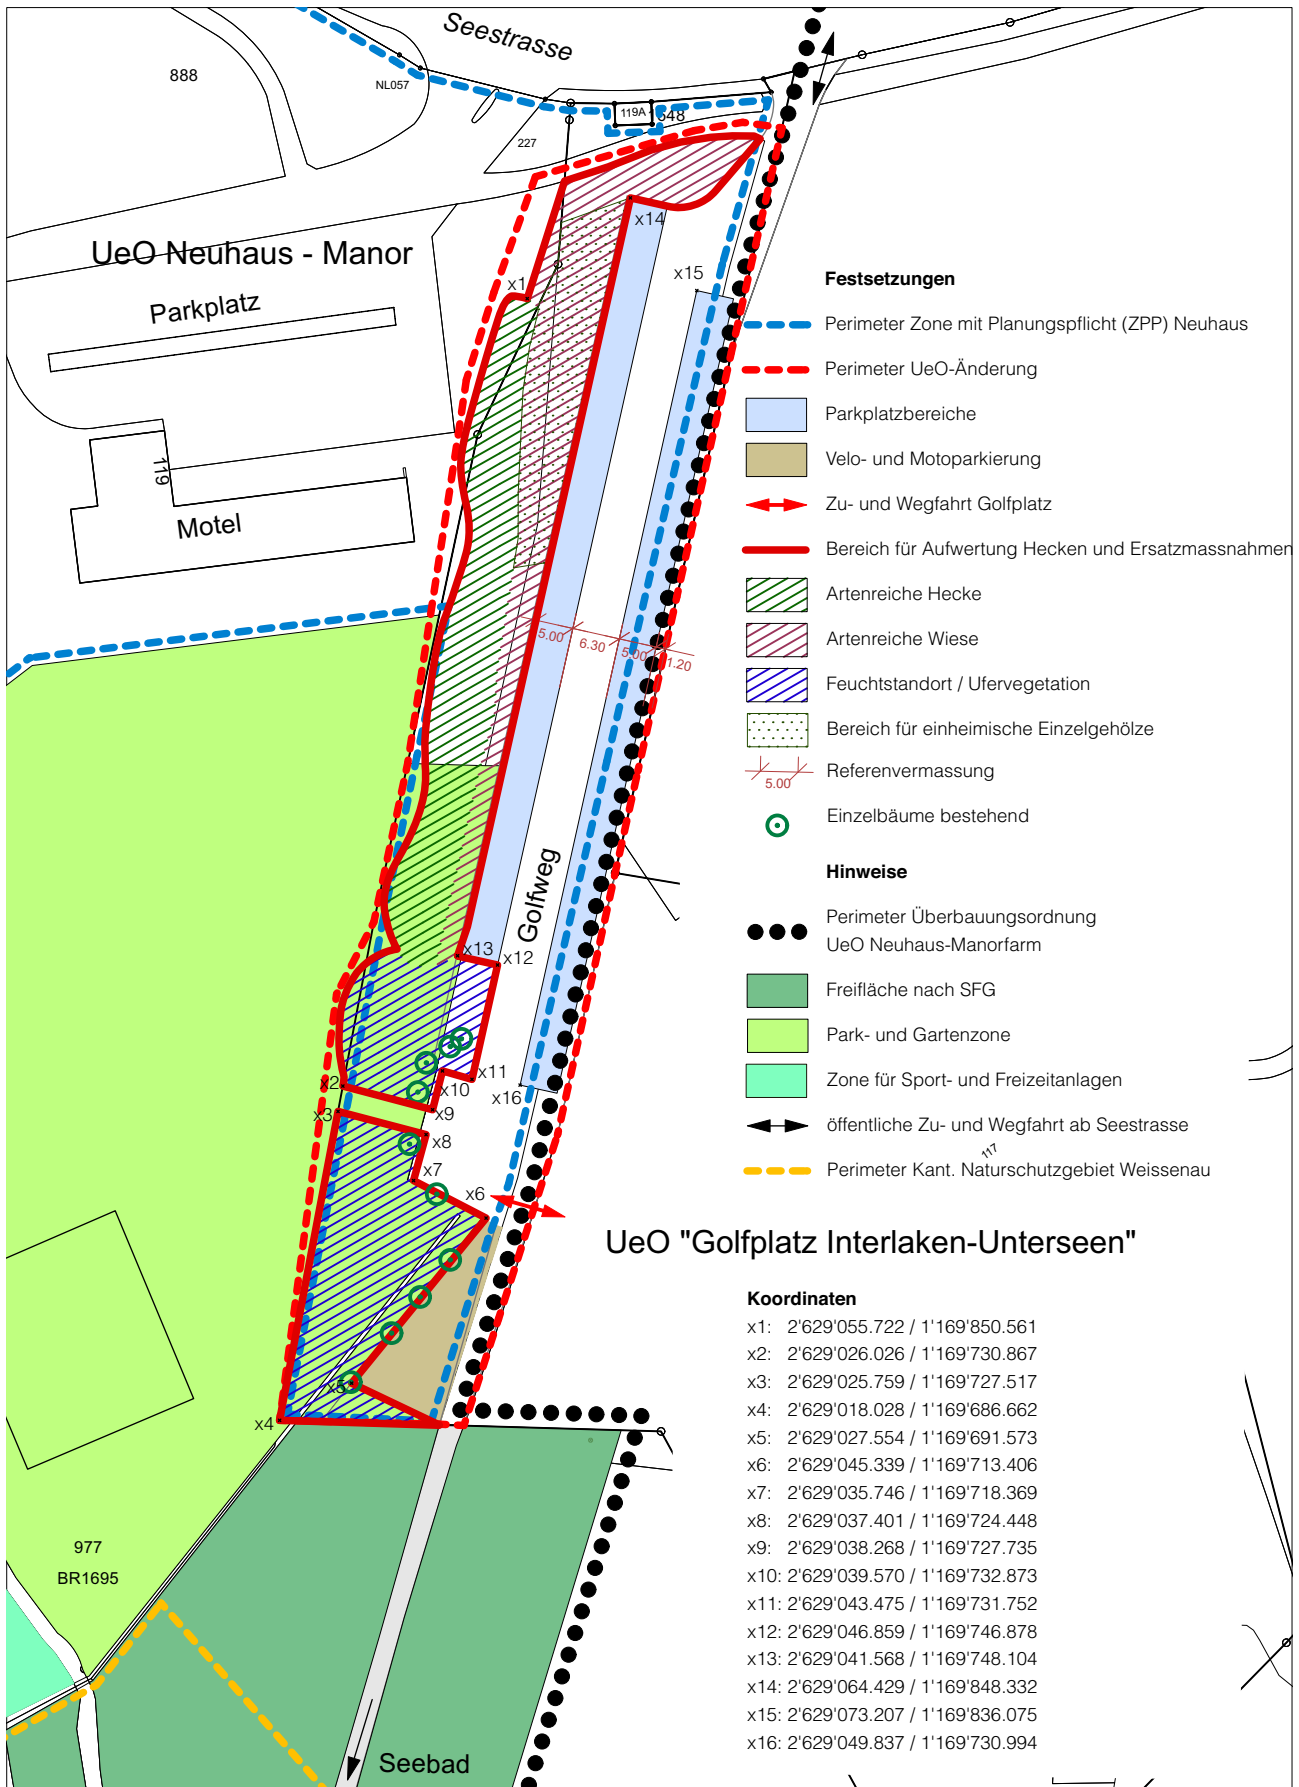 Seestrasse
888
NL057
119A
548
227
x14
UeO Neuhaus - Manor
x15
x1
Parkplatz
119
Motel
5.00
6.30
5.00
1.20
Golfweg
x13
x12
x2
x11
x10
x16
x3
x9
x8
x7
x6
x5
x4
977
BR1695
Seebad
Festsetzungen
Perimeter Zone mit Planungspflicht (ZPP) Neuhaus
Perimeter UeO-Änderung
Parkplatzbereiche
Velo- und Motoparkierung
Zu- und Wegfahrt Golfplatz
Bereich für Aufwertung Hecken und Ersatzmassnahmen
Artenreiche Hecke
Artenreiche Wiese
Feuchtstandort / Ufervegetation
Bereich für einheimische Einzelgehölze
Referenvermassung
5.00
Einzelbäume bestehend
Hinweise
Perimeter Überbauungsordnung
UeO Neuhaus-Manorfarm
Freifläche nach SFG
Park- und Gartenzone
Zone für Sport- und Freizeitanlagen
öffentliche Zu- und Wegfahrt ab Seestrasse
117
Perimeter Kant. Naturschutzgebiet Weissenau
UeO "Golfplatz Interlaken-Unterseen"
Koordinaten
x1: 2'629'055.722 / 1'169'850.561
x2: 2'629'026.026 / 1'169'730.867
x3: 2'629'025.759 / 1'169'727.517
x4: 2'629'018.028 / 1'169'686.662
x5: 2'629'027.554 / 1'169'691.573
x6: 2'629'045.339 / 1'169'713.406
x7: 2'629'035.746 / 1'169'718.369
x8: 2'629'037.401 / 1'169'724.448
x9: 2'629'038.268 / 1'169'727.735
x10: 2'629'039.570 / 1'169'732.873
x11: 2'629'043.475 / 1'169'731.752
x12: 2'629'046.859 / 1'169'746.878
x13: 2'629'041.568 / 1'169'748.104
x14: 2'629'064.429 / 1'169'848.332
x15: 2'629'073.207 / 1'169'836.075
x16: 2'629'049.837 / 1'169'730.994